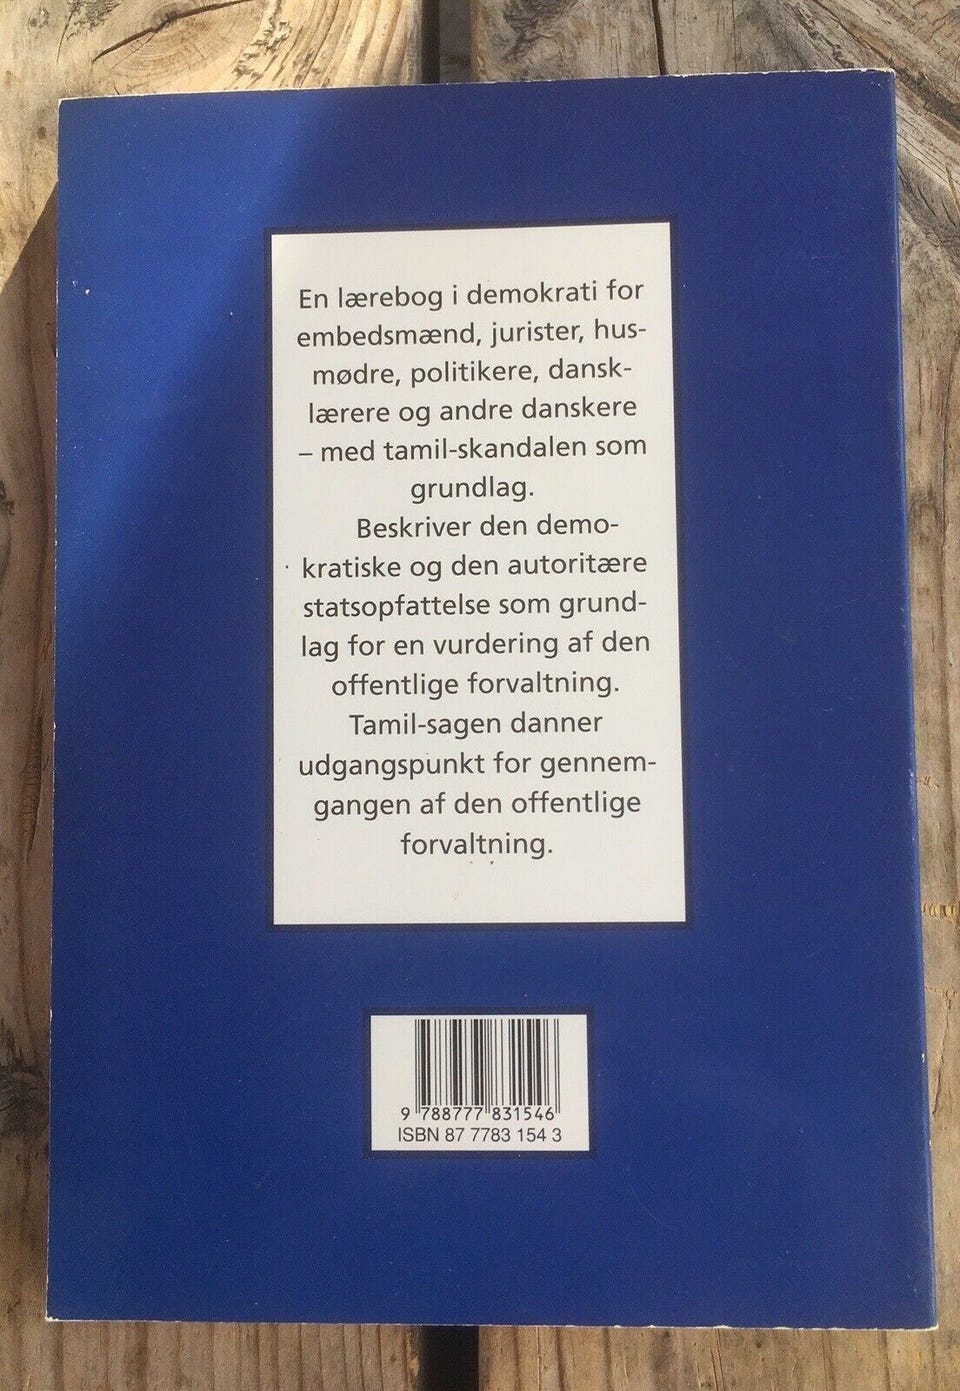 En lærebog i demokrati for
embedsmænd, jurister, hus-
mødre, politikere, dansk-
lærere og andre danskere
– med tamil-skandalen som
grundlag.
Beskriver den demo-
kratiske og den autoritære
statsopfattelse som grund-
lag for en vurdering af den
offentlige forvaltning.
Tamil-sagen danner
udgangspunkt for gennem-
gangen af den offentlige
forvaltning.
9 788777 831546
ISBN 87 7783 154 3